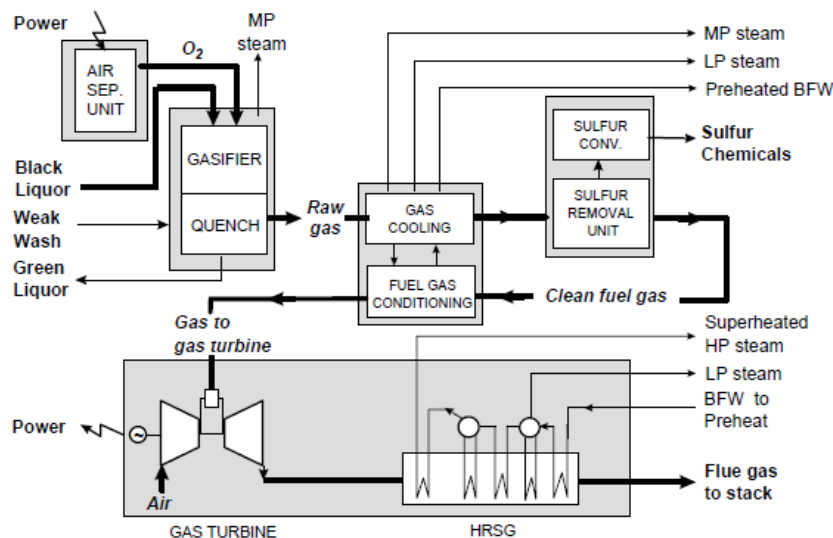 Power
MP
steam
O2
AIR
SEP.
UNIT
MP steam
LP steam
Preheated BFW
GASIFIER
QUENCH
Black
Liquor
Weak
Wash
Green
Liquor
Raw
gas
GAS
COOLING
FUEL GAS
CONDITIONING
SULFUR
CONV.
SULFUR
REMOVAL
UNIT
Sulfur
Chemicals
Clean fuel gas
Gas to
gas turbine
Superheated
HP steam
LP steam
BFW to
Preheat
Power
~
Air
Flue gas
to stack
GAS TURBINE
HRSG